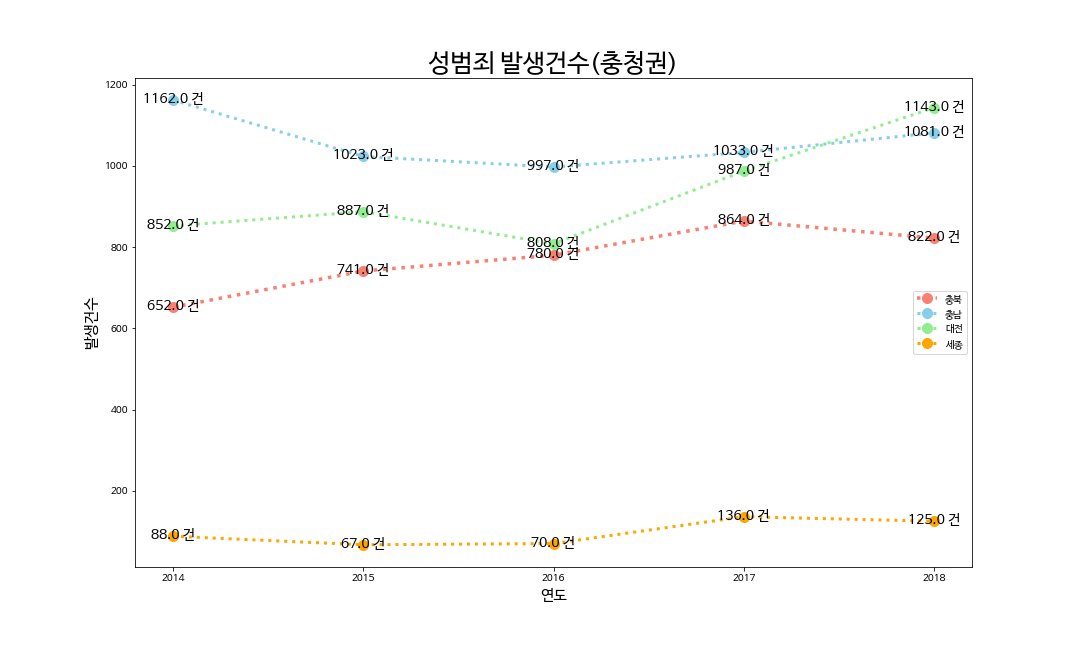 성범죄 발생건수(충청권)
1200
1000
800
600
400
200
발생건수
1162.0 건
1023.0 건
997.0 건
1033.0 건
1081.0 건
852.0 건
887.0 건
808.0 건
987.0 건
1143.0 건
652.0 건
741.0 건
780.0 건
864.0 건
822.0 건
88.0 건
67.0 건
70.0 건
136.0 건
125.0 건
충북
충남
대전
세종
2014
2015
2016
2017
2018
연도